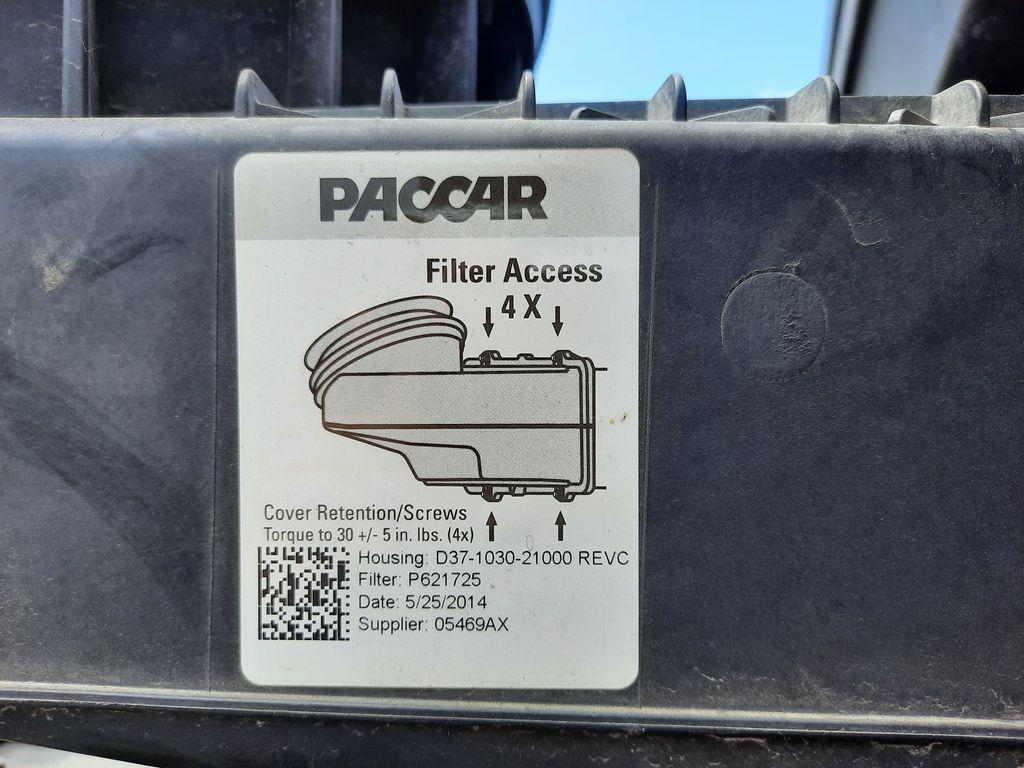 PACCAR
Filter Access
4 X
Cover Retention/Screws
Torque to 30 +/- 5 in. lbs. (4x)
Housing: D37-1030-21000 REVC
Filter: P621725
Date: 5/25/2014
Supplier: 05469AX